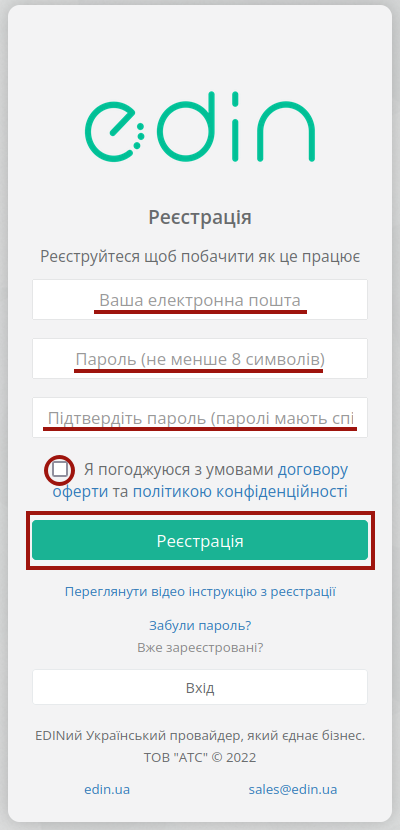 edin
Реєстрація
Реєструйтеся щоб побачити як це працює
Ваша електронна пошта
Пароль (не менше 8 символів)
Підтвердіть пароль (паролі мають спі
Я погоджуюся з умовами договору
оферти та політикою конфіденційності
Реєстрація
Переглянути відео інструкцію з реєстрації
Забули пароль?
Вже зареєстровані?
Вхід
EDINий Український провайдер, який єднає бізнес.
ТОВ "АТС" © 2022
edin.ua sales@edin.ua